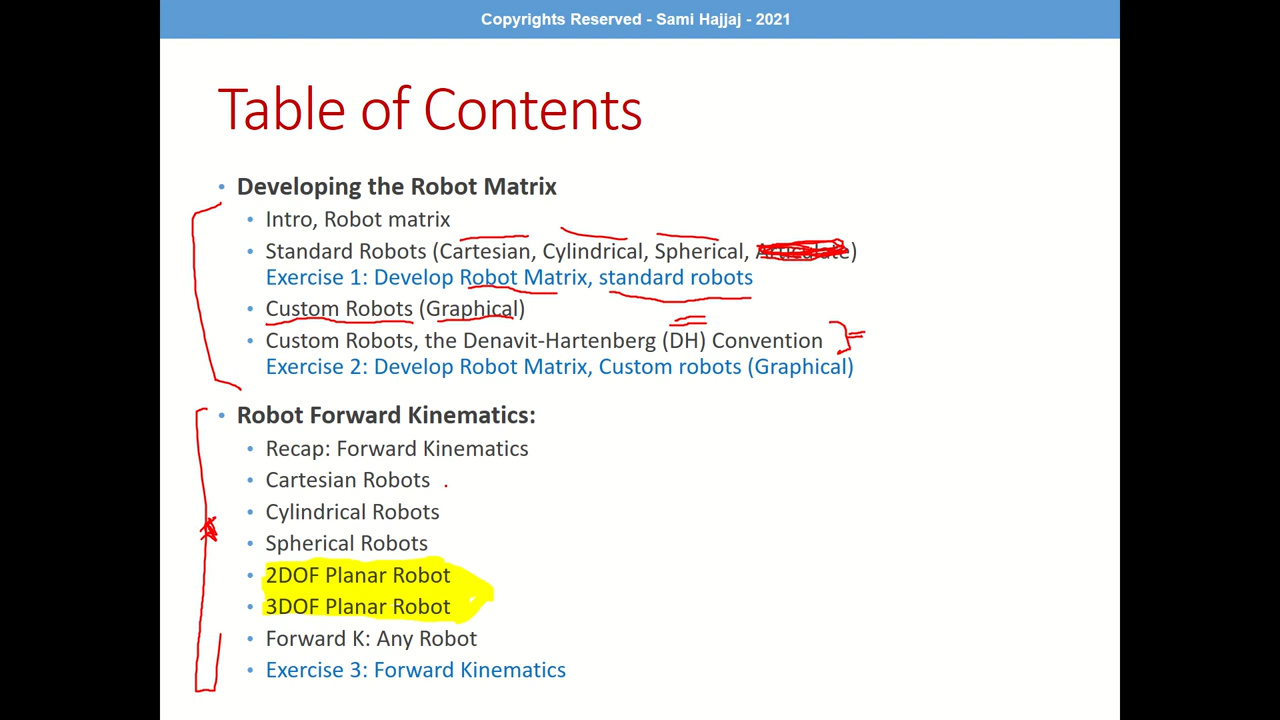 Copyrights Reserved - Sami Hajjaj - 2021
Table of Contents
• Developing the Robot Matrix
• Intro, Robot matrix
• Standard Robots (Cartesian, Cylindrical, Spherical, )
Exercise 1: Develop Robot Matrix, standard robots
• Custom Robots (Graphical)
• Custom Robots, the Denavit-Hartenberg (DH) Convention
Exercise 2: Develop Robot Matrix, Custom robots (Graphical)
• Robot Forward Kinematics:
• Recap: Forward Kinematics
• Cartesian Robots
• Cylindrical Robots
• Spherical Robots
• 2DOF Planar Robot
• 3DOF Planar Robot
• Forward K: Any Robot
• Exercise 3: Forward Kinematics